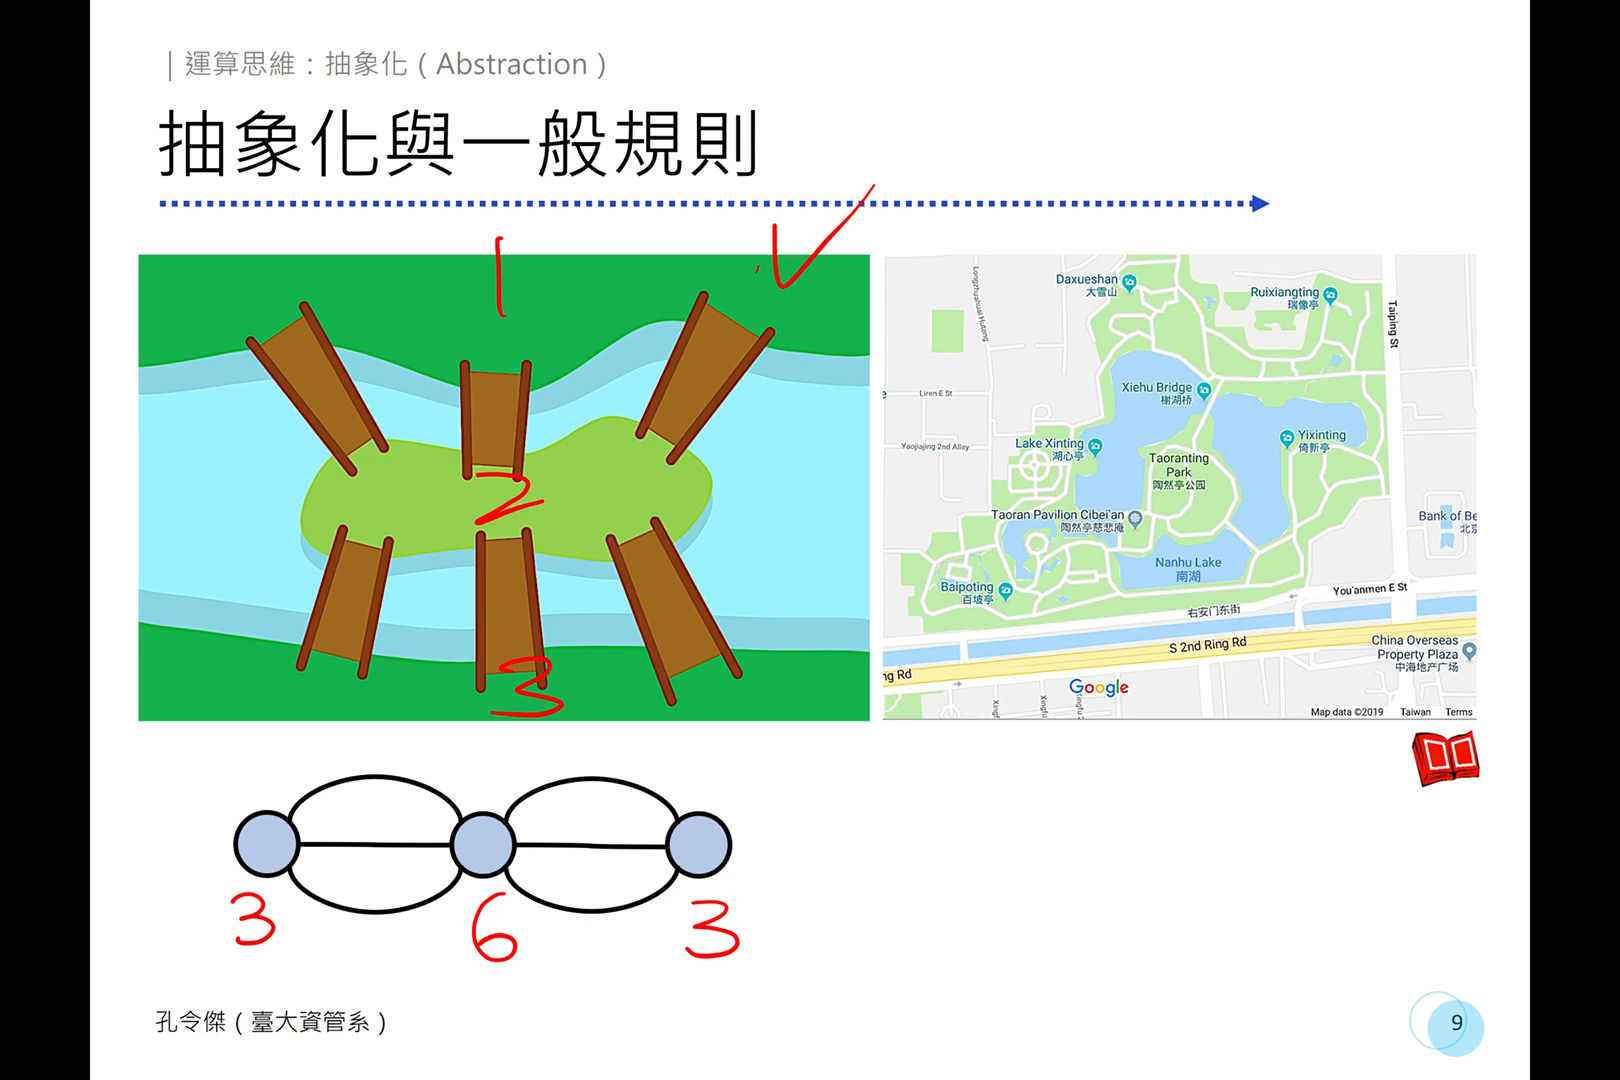 ｜運算思維：抽象化（Abstraction）
抽象化與一般規則
1
2
3
Daxueshan
大雪山
Ruixiangting
瑞像亭
Longzhuahuai Hutong
Taiping St
Liren E St
Xiehu Bridge
榭湖桥
Yaojiajing 2nd Alley
Lake Xinting
湖心亭
Yixinting
倚新亭
Taoranting
Park
陶然亭公园
Taoran Pavilion Cibei'an
陶然亭慈悲庵
Bank of Be
北京
Nanhu Lake
南湖
Baipoting
百坡亭
You'anmen E St
右安门东街
S 2nd Ring Rd
China Overseas
Property Plaza
中海地产广场
ng Rd
Google
Map data ©2019 Taiwan Terms
3 6 3
孔令傑（臺大資管系）
9